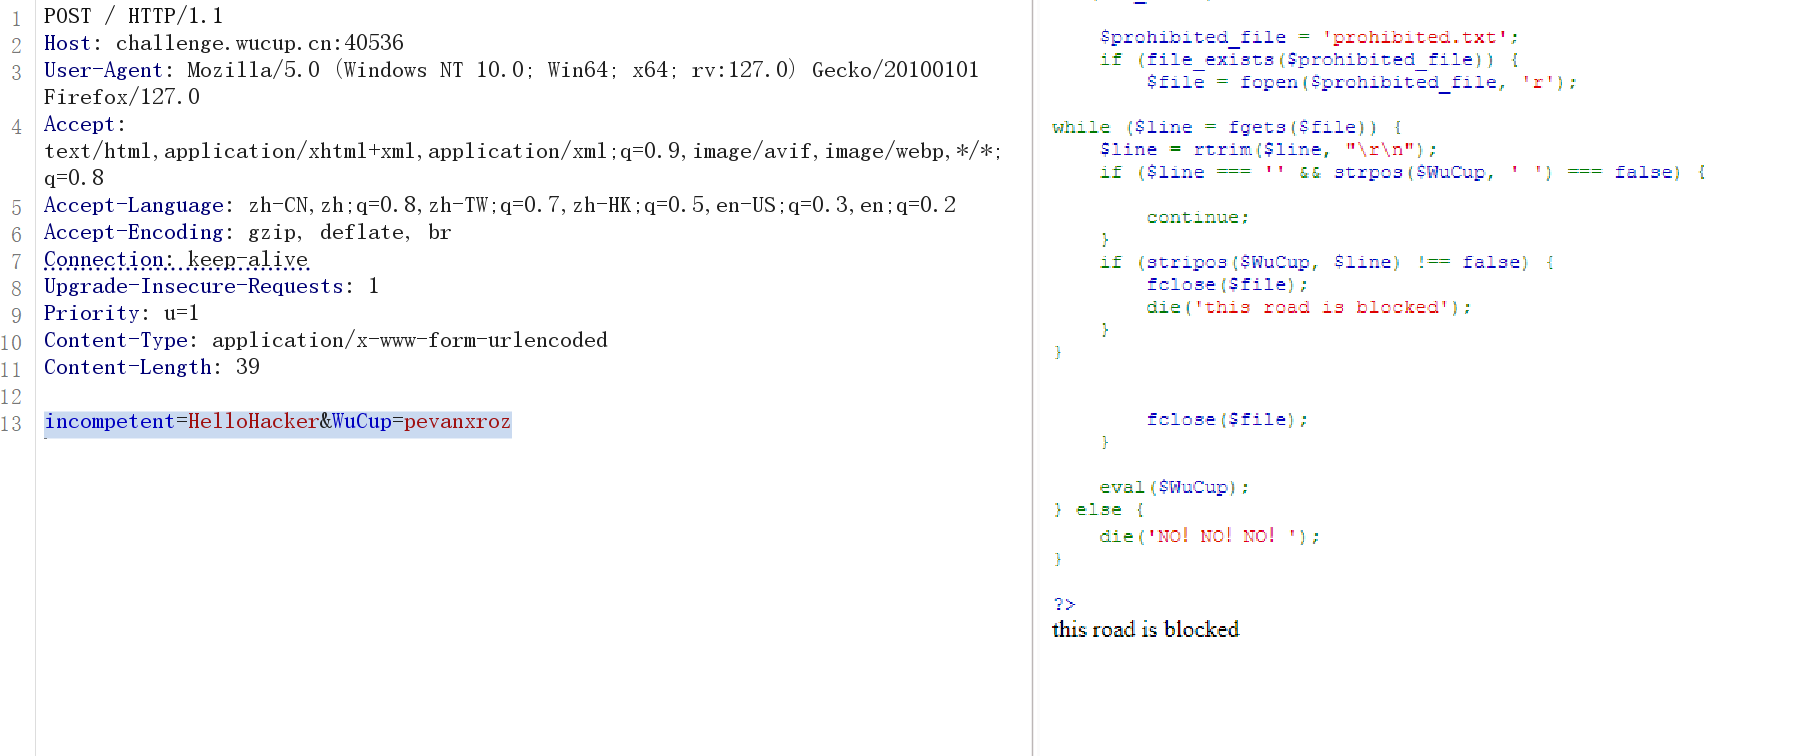 1 POST / HTTP/1.1
2 Host: challenge.wucup.cn:40536
3 User-Agent: Mozilla/5.0 (Windows NT 10.0; Win64; x64; rv:127.0) Gecko/20100101
Firefox/127.0
4 Accept:
text/html,application/xhtml+xml,application/xml;q=0.9,image/avif,image/webp,*/*;
q=0.8
5 Accept-Language: zh-CN,zh;q=0.8,zh-TW;q=0.7,zh-HK;q=0.5,en-US;q=0.3,en;q=0.2
6 Accept-Encoding: gzip, deflate, br
7 Connection: keep-alive
8 Upgrade-Insecure-Requests: 1
9 Priority: u=1
10 Content-Type: application/x-www-form-urlencoded
11 Content-Length: 39
12
13 incompetent=HelloHacker&WuCup=pevanxroz
$prohibited_file = 'prohibited.txt';
if (file_exists($prohibited_file)) {
$file = fopen($prohibited_file, 'r');
while ($line = fgets($file)) {
$line = rtrim($line, "\r\n");
if ($line === '' && strpos($WuCup, ' ') === false) {
continue;
}
if (stripos($WuCup, $line) !== false) {
fclose($file);
die('this road is blocked');
}
}
fclose($file);
}
eval($WuCup);
} else {
die('NO! NO! NO! ');
}
?>
this road is blocked